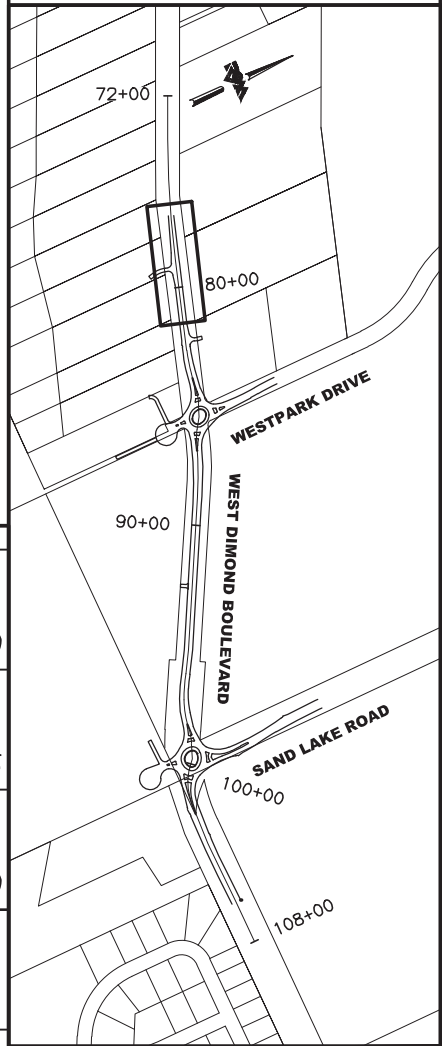 72+00
80+00
WESTPARK DRIVE
90+00
WEST DIMOND BOULEVARD
SAND LAKE ROAD
100+00
108+00